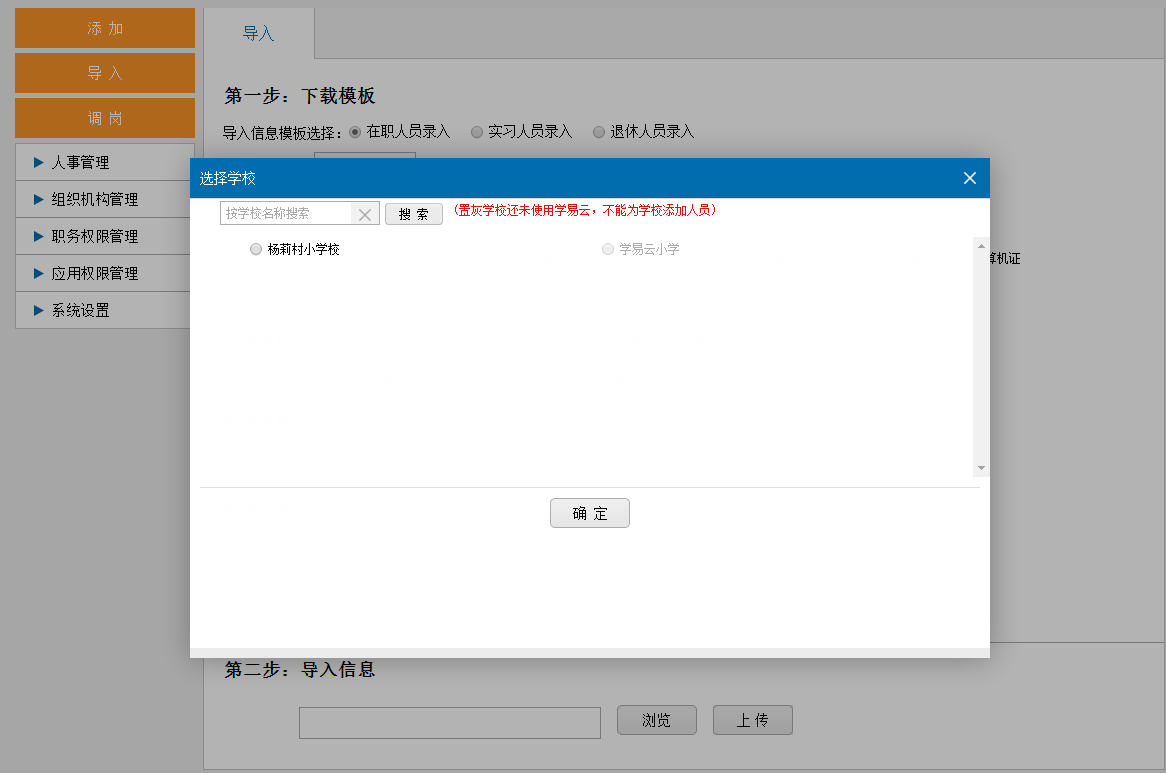 添 加
导 入
调 岗
人事管理
组织机构管理
职务权限管理
应用权限管理
系统设置
导入
第一步：下载模板
导入信息模板选择：
在职人员录入
实习人员录入
退休人员录入
选择学校
按学校名称搜索
搜 索
（置灰学校还未使用学易云，不能为学校添加人员）
杨莉村小学校
学易云小学
算机证
确 定
第二步：导入信息
浏览
上 传